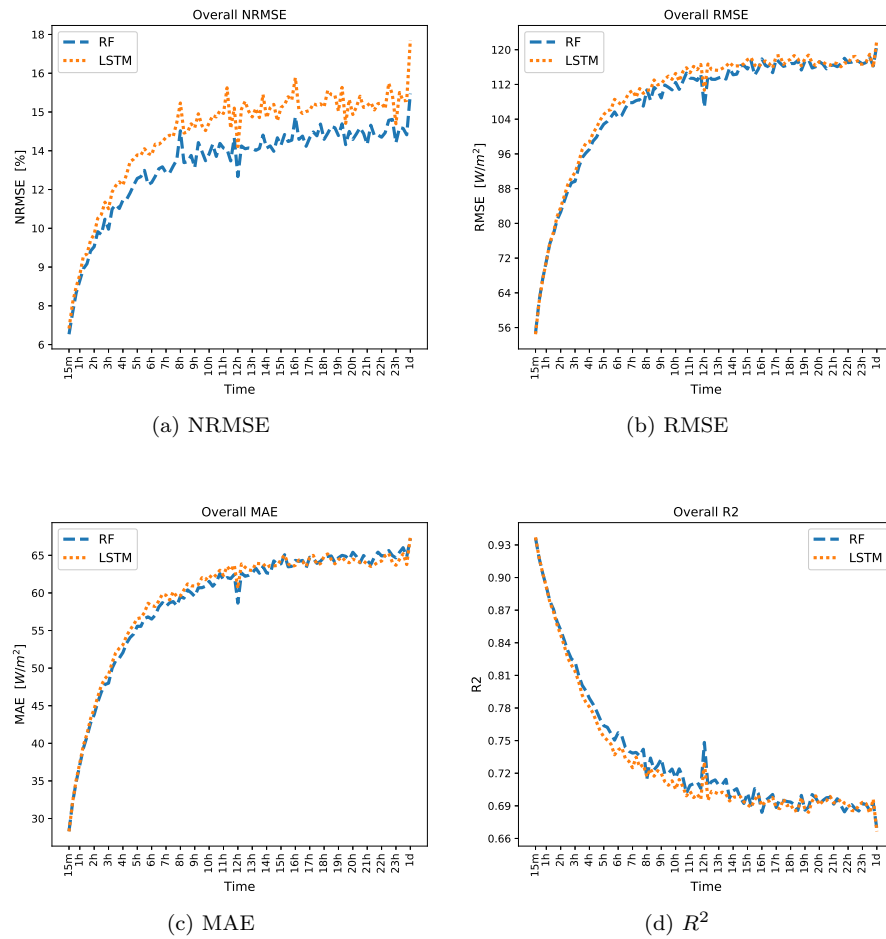 Overall NRMSE
RF
LSTM
18
16
15
14
12
10
9
8
6
NRMSE [%]
15m 1h 2h 3h 4h 5h 6h 7h 8h 9h 10h 11h 12h 13h 14h 15h 16h 17h 18h 19h 20h 21h 22h 23h 1d
Time
(a) NRMSE
Overall RMSE
RF
LSTM
120
112
104
96
88
80
72
64
56
RMSE [W/m²]
15m 1h 2h 3h 4h 5h 6h 7h 8h 9h 10h 11h 12h 13h 14h 15h 16h 17h 18h 19h 20h 21h 22h 23h 1d
Time
(b) RMSE
Overall MAE
RF
LSTM
65
60
55
50
45
40
35
30
MAE [W/m²]
15m 1h 2h 3h 4h 5h 6h 7h 8h 9h 10h 11h 12h 13h 14h 15h 16h 17h 18h 19h 20h 21h 22h 23h 1d
Time
(c) MAE
Overall R2
RF
LSTM
0.93
0.90
0.87
0.84
0.81
0.78
0.75
0.72
0.69
0.66
R2
15m 1h 2h 3h 4h 5h 6h 7h 8h 9h 10h 11h 12h 13h 14h 15h 16h 17h 18h 19h 20h 21h 22h 23h 1d
Time
(d) R²